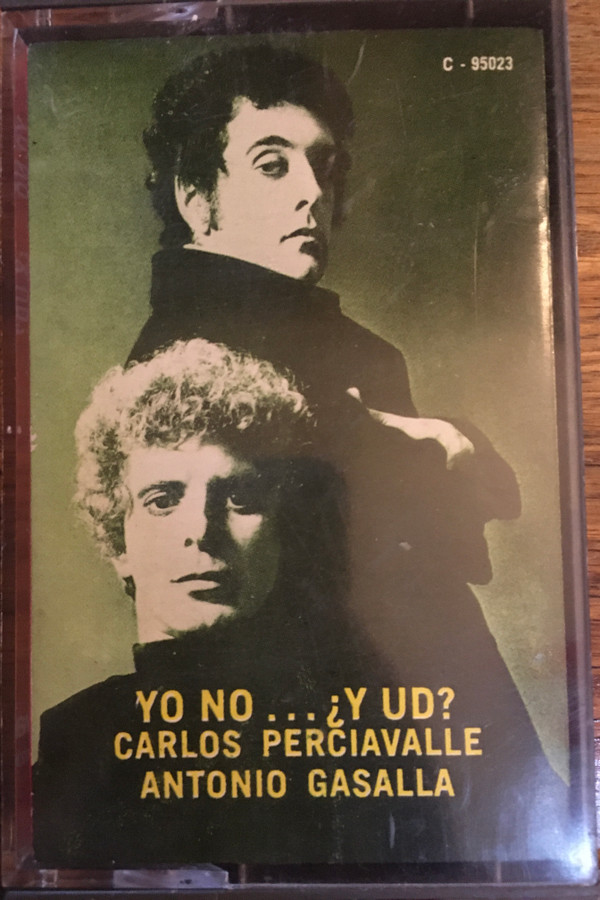 C - 95023
YO NO ... ¿Y UD?
CARLOS PERCIAVALLE
ANTONIO GASALLA